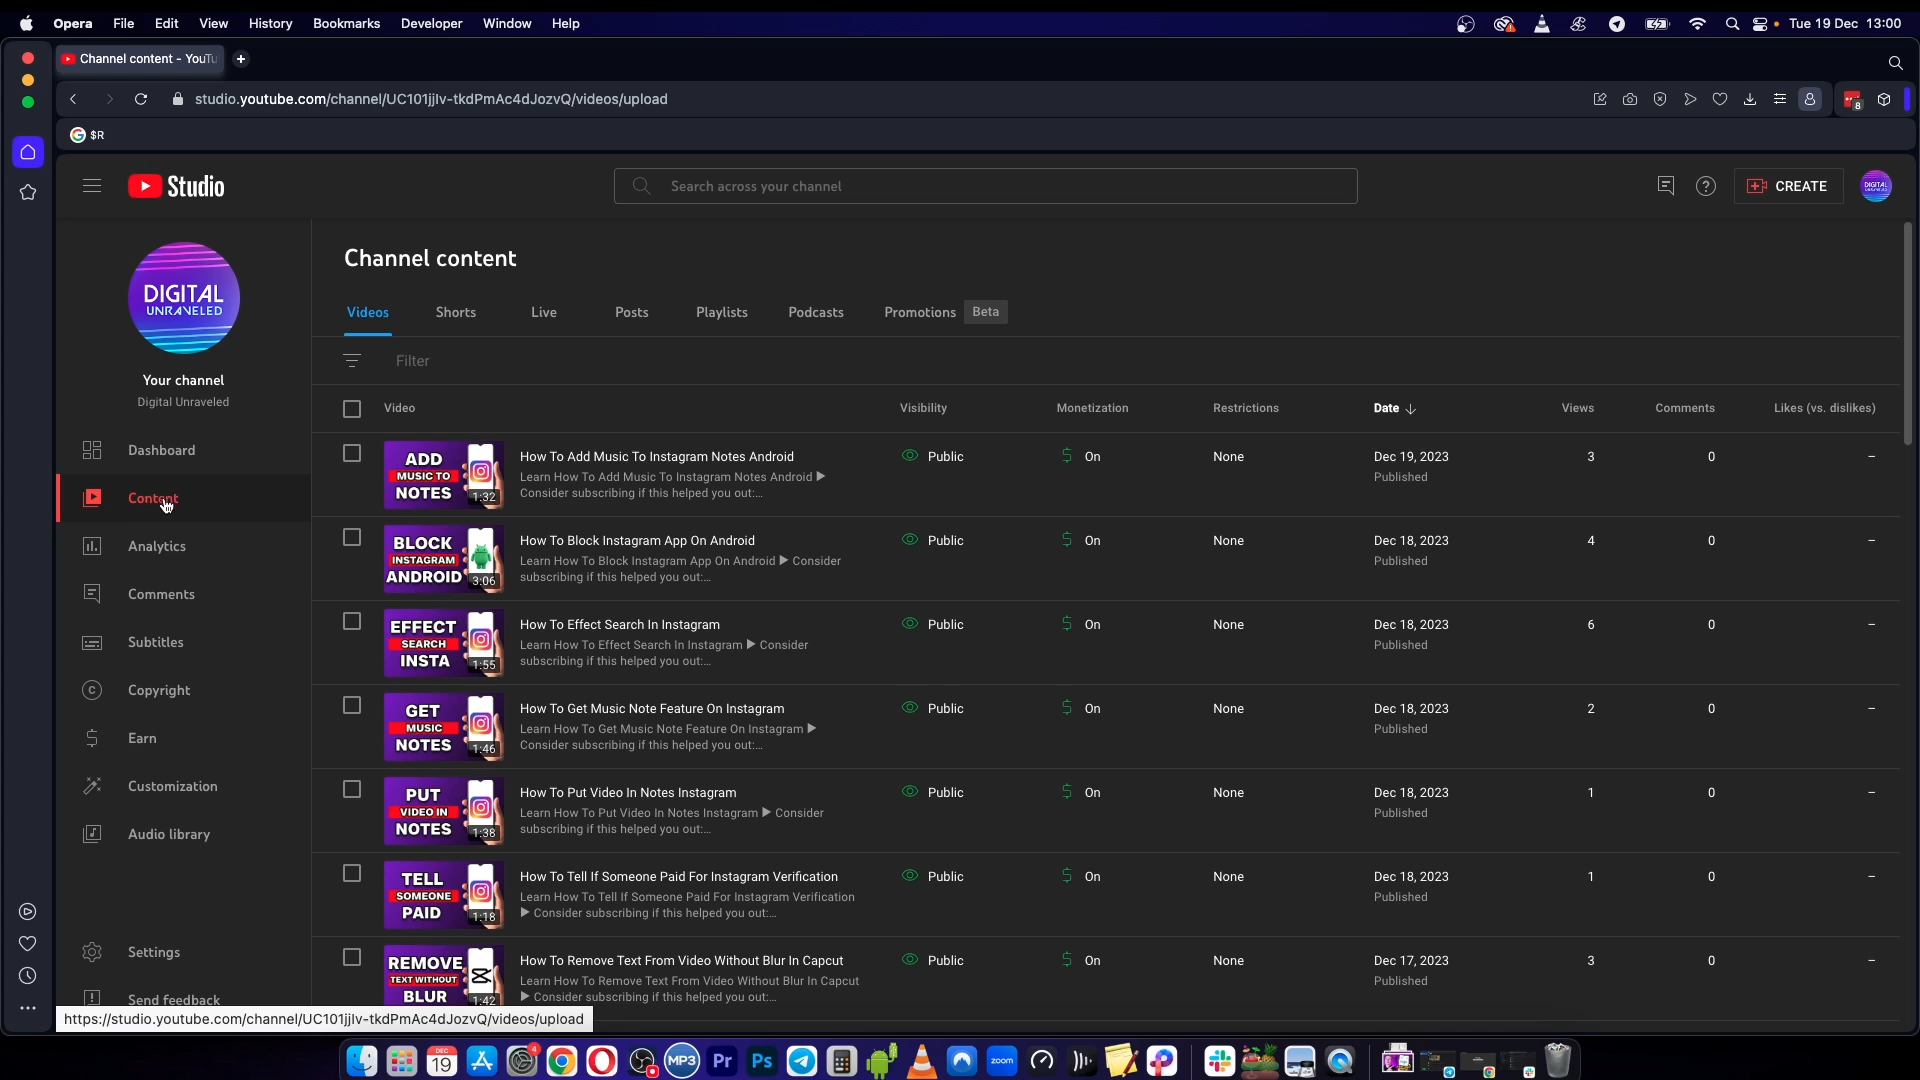 Opera File Edit View History Bookmarks Developer Window Help Tue 19 Dec 13:00
Channel content - YouTu
studio.youtube.com/channel/UC101jjlv-tkdPmAc4dJozvQ/videos/upload
8
$R
Studio
Search across your channel
CREATE
DIGITAL
DIGITAL
UNRAVELED
Your channel
Digital Unraveled
Dashboard
Content
Analytics
Comments
Subtitles
Copyright
Earn
Customization
Audio library
Settings
Send feedback
Channel content
Videos Shorts Live Posts Playlists Podcasts Promotions Beta
Filter
Video Visibility Monetization Restrictions Date Views Comments Likes (vs. dislikes)
ADD
MUSIC TO
NOTES
1:32
How To Add Music To Instagram Notes Android
Learn How To Add Music To Instagram Notes Android ▶
Consider subscribing if this helped you out:...
Public On None Dec 19, 2023 3 0 –
Published
BLOCK
INSTAGRAM
ANDROID
3:06
How To Block Instagram App On Android
Learn How To Block Instagram App On Android ▶ Consider
subscribing if this helped you out:...
Public On None Dec 18, 2023 4 0 –
Published
EFFECT
SEARCH
INSTA
1:55
How To Effect Search In Instagram
Learn How To Effect Search In Instagram ▶ Consider
subscribing if this helped you out:...
Public On None Dec 18, 2023 6 0 –
Published
GET
MUSIC
NOTES
1:46
How To Get Music Note Feature On Instagram
Learn How To Get Music Note Feature On Instagram ▶
Consider subscribing if this helped you out:...
Public On None Dec 18, 2023 2 0 –
Published
PUT
VIDEO IN
NOTES
1:38
How To Put Video In Notes Instagram
Learn How To Put Video In Notes Instagram ▶ Consider
subscribing if this helped you out:...
Public On None Dec 18, 2023 1 0 –
Published
TELL
SOMEONE
PAID
1:18
How To Tell If Someone Paid For Instagram Verification
Learn How To Tell If Someone Paid For Instagram Verification
▶ Consider subscribing if this helped you out:...
Public On None Dec 18, 2023 1 0 –
Published
REMOVE
TEXT WITHOUT
BLUR
1:42
How To Remove Text From Video Without Blur In Capcut
Learn How To Remove Text From Video Without Blur In Capcut
▶ Consider subscribing if this helped you out:...
Public On None Dec 17, 2023 3 0 –
Published
https://studio.youtube.com/channel/UC101jjlv-tkdPmAc4dJozvQ/videos/upload
DEC
19
4
MP3
Pr
Ps
zoom